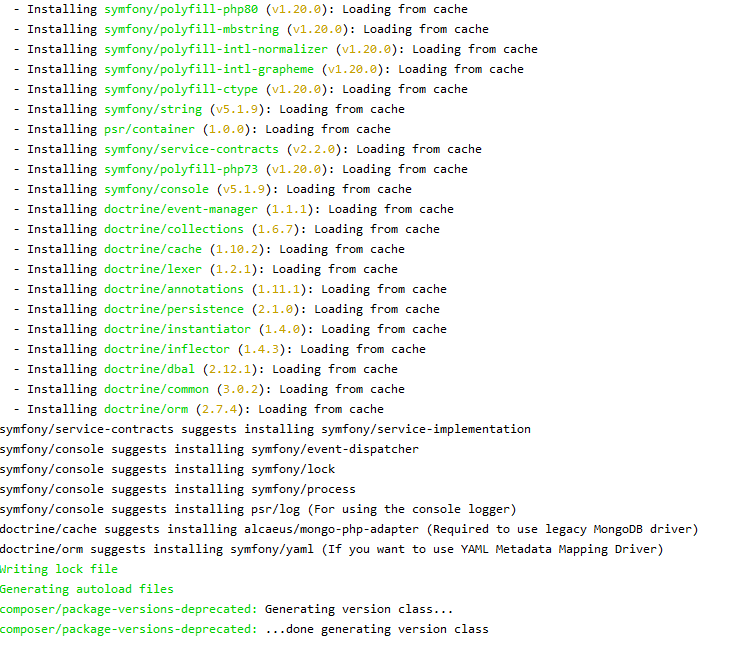 - Installing symfony/polyfill-php80 (v1.20.0): Loading from cache
- Installing symfony/polyfill-mbstring (v1.20.0): Loading from cache
- Installing symfony/polyfill-intl-normalizer (v1.20.0): Loading from cache
- Installing symfony/polyfill-intl-grapheme (v1.20.0): Loading from cache
- Installing symfony/polyfill-ctype (v1.20.0): Loading from cache
- Installing symfony/string (v5.1.9): Loading from cache
- Installing psr/container (1.0.0): Loading from cache
- Installing symfony/service-contracts (v2.2.0): Loading from cache
- Installing symfony/polyfill-php73 (v1.20.0): Loading from cache
- Installing symfony/console (v5.1.9): Loading from cache
- Installing doctrine/event-manager (1.1.1): Loading from cache
- Installing doctrine/collections (1.6.7): Loading from cache
- Installing doctrine/cache (1.10.2): Loading from cache
- Installing doctrine/lexer (1.2.1): Loading from cache
- Installing doctrine/annotations (1.11.1): Loading from cache
- Installing doctrine/persistence (2.1.0): Loading from cache
- Installing doctrine/instantiator (1.4.0): Loading from cache
- Installing doctrine/inflector (1.4.3): Loading from cache
- Installing doctrine/dbal (2.12.1): Loading from cache
- Installing doctrine/common (3.0.2): Loading from cache
- Installing doctrine/orm (2.7.4): Loading from cache
symfony/service-contracts suggests installing symfony/service-implementation
symfony/console suggests installing symfony/event-dispatcher
symfony/console suggests installing symfony/lock
symfony/console suggests installing symfony/process
symfony/console suggests installing psr/log (For using the console logger)
doctrine/cache suggests installing alcaeus/mongo-php-adapter (Required to use legacy MongoDB driver)
doctrine/orm suggests installing symfony/yaml (If you want to use YAML Metadata Mapping Driver)
Writing lock file
Generating autoload files
composer/package-versions-deprecated: Generating version class...
composer/package-versions-deprecated: ...done generating version class